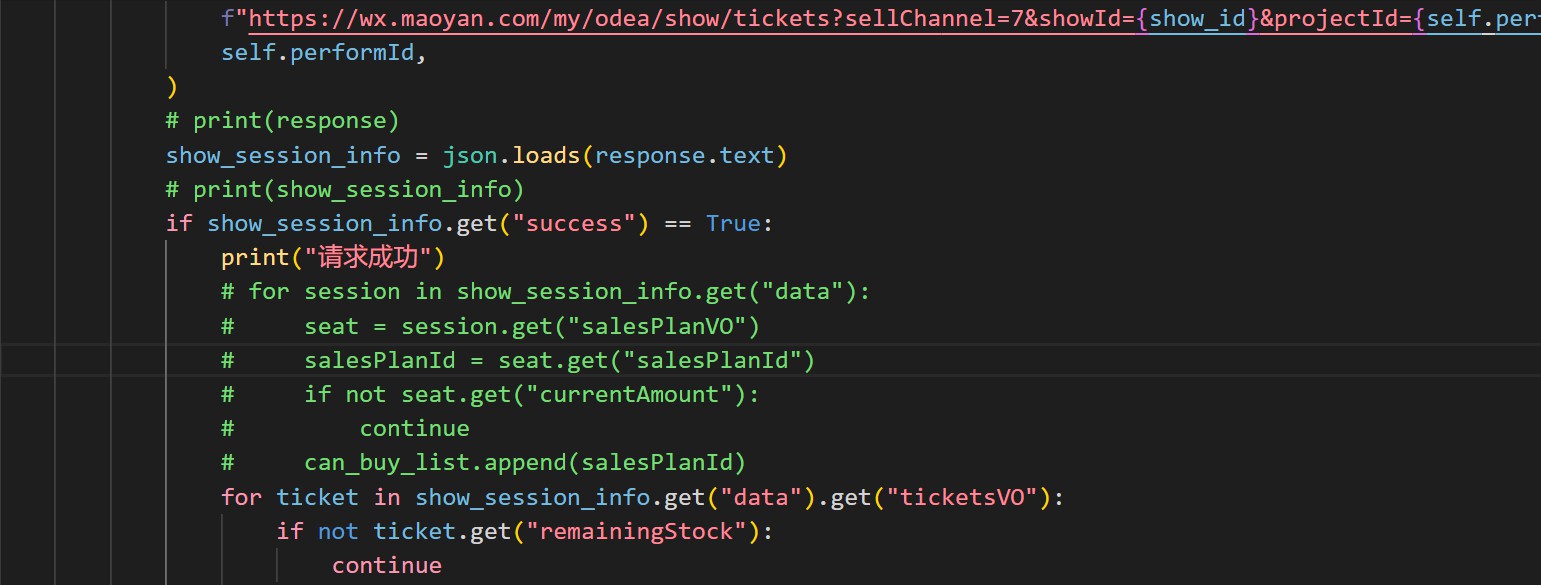 f"https://wx.maoyan.com/my/odea/show/tickets?sellChannel=7&showId={show_id}&projectId={self.per
self.performId,
)
# print(response)
show_session_info = json.loads(response.text)
# print(show_session_info)
if show_session_info.get("success") == True:
print("请求成功")
# for session in show_session_info.get("data"):
# seat = session.get("salesPlanVO")
# salesPlanId = seat.get("salesPlanId")
# if not seat.get("currentAmount"):
# continue
# can_buy_list.append(salesPlanId)
for ticket in show_session_info.get("data").get("ticketsVO"):
if not ticket.get("remainingStock"):
continue